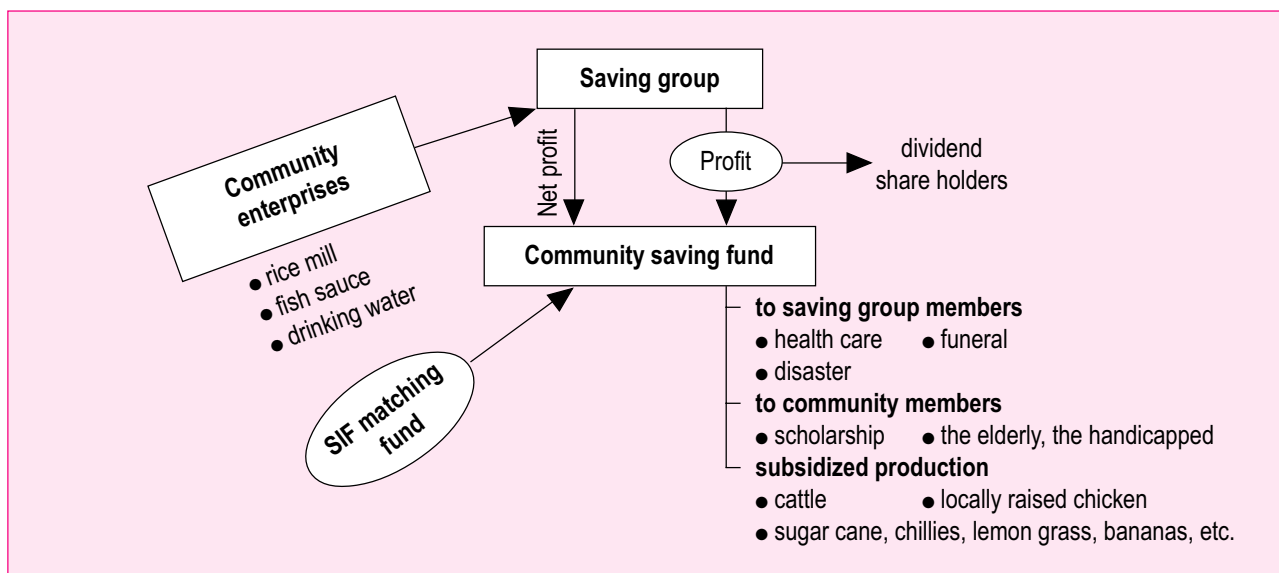 Saving group
Net profit
Profit
dividend
share holders
Community
enterprises
● rice mill
● fish sauce
● drinking water
Community saving fund
SIF matching
fund
to saving group members
● health care ● funeral
● disaster
to community members
● scholarship ● the elderly, the handicapped
subsidized production
● cattle ● locally raised chicken
● sugar cane, chillies, lemon grass, bananas, etc.